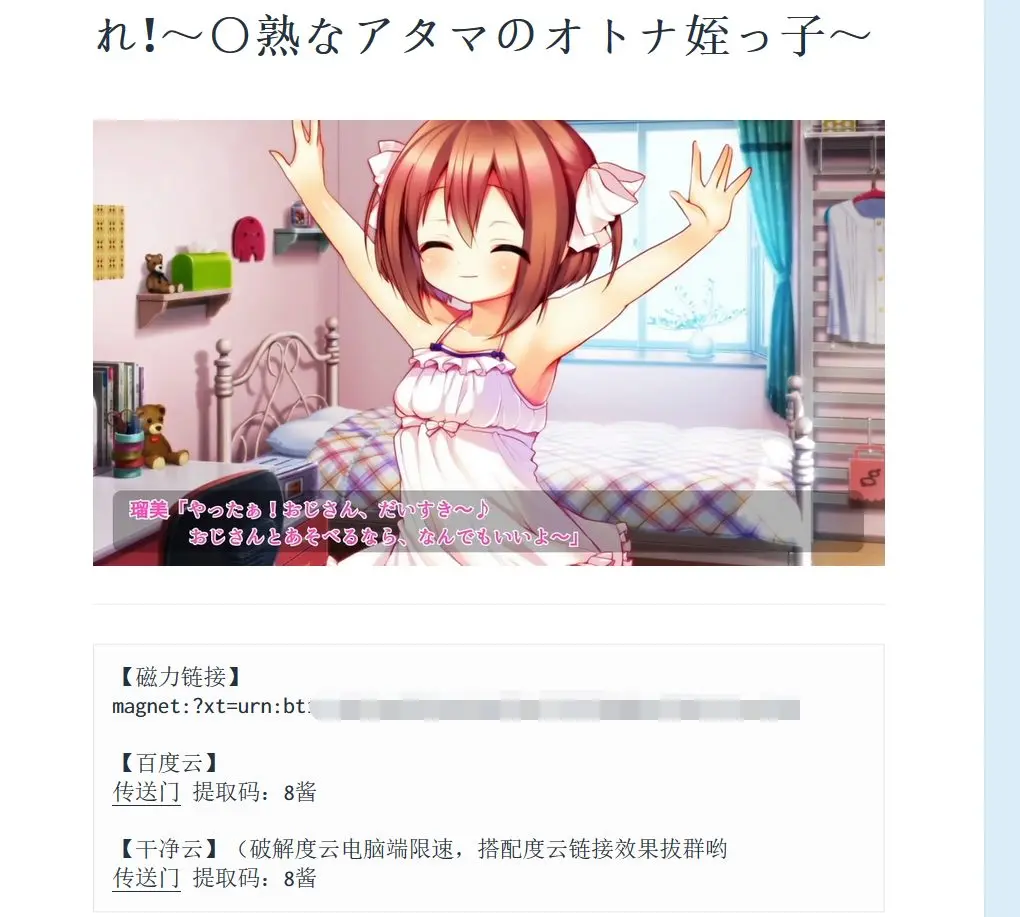 れ!～〇熟なアタマのオトナ姪っ子～
瑠美「やったぁ！おじさん、だいすき～♪
おじさんとあそべるなら、なんでもいいよ～」
【磁力链接】
magnet:?xt=urn:bt
【百度云】
传送门 提取码：8酱
【干净云】（破解度云电脑端限速，搭配度云链接效果拔群哟
传送门 提取码：8酱